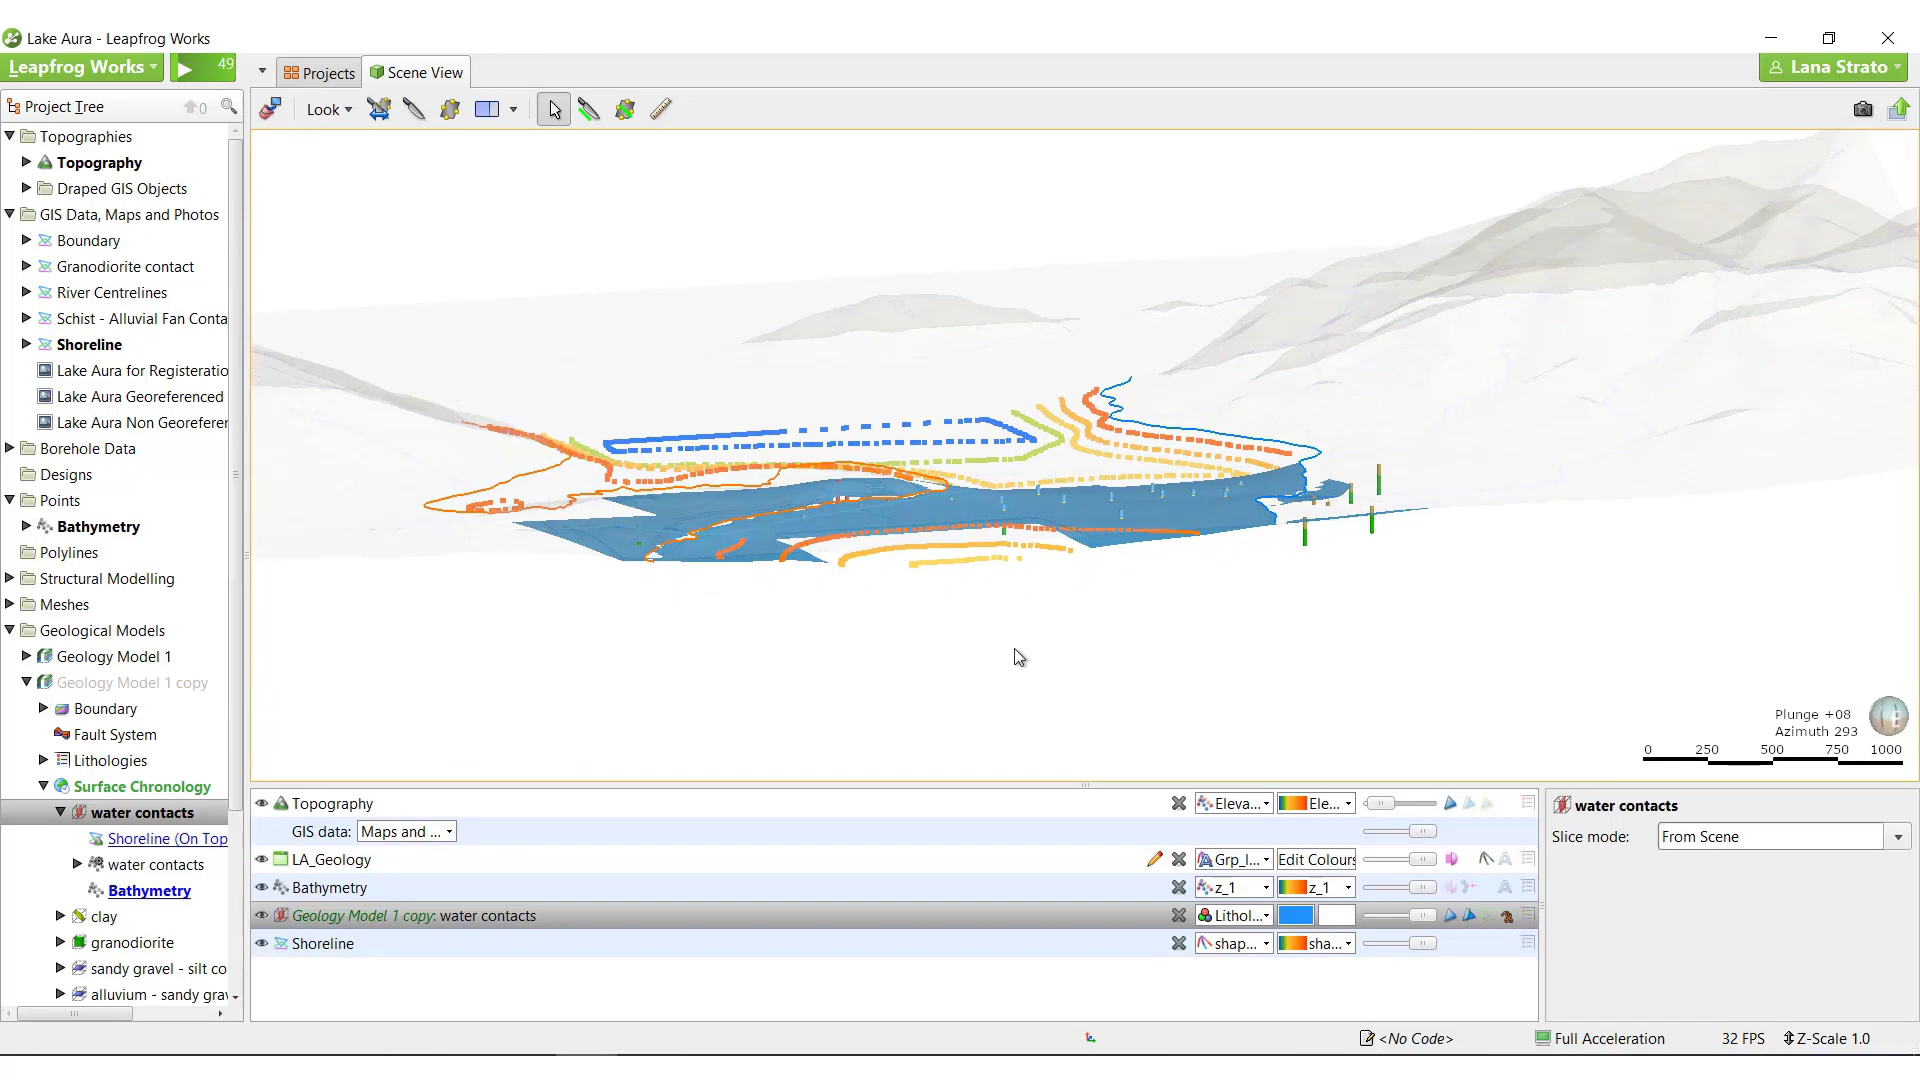 Lake Aura - Leapfrog Works
Leapfrog Works
49
Projects
Scene View
Lana Strato
Project Tree
0
Look
Topographies
Topography
Draped GIS Objects
GIS Data, Maps and Photos
Boundary
Granodiorite contact
River Centrelines
Schist - Alluvial Fan Conta
Shoreline
Lake Aura for Registeratio
Lake Aura Georeferenced
Lake Aura Non Georeferer
Borehole Data
Designs
Points
Bathymetry
Polylines
Structural Modelling
Meshes
Geological Models
Geology Model 1
Geology Model 1 copy
Boundary
Fault System
Lithologies
Surface Chronology
water contacts
Shoreline (On Top
water contacts
Bathymetry
clay
granodiorite
sandy gravel - silt co
alluvium - sandy grav
Plunge +08
Azimuth 293
0 250 500 750 1000
Topography
Eleva...
Ele...
GIS data:
Maps and ...
LA_Geology
Grp_l...
Edit Colours
Bathymetry
z_1
z_1
Geology Model 1 copy: water contacts
Lithol...
Shoreline
shap...
sha...
water contacts
Slice mode:
From Scene
<No Code>
Full Acceleration
32 FPS
Z-Scale 1.0